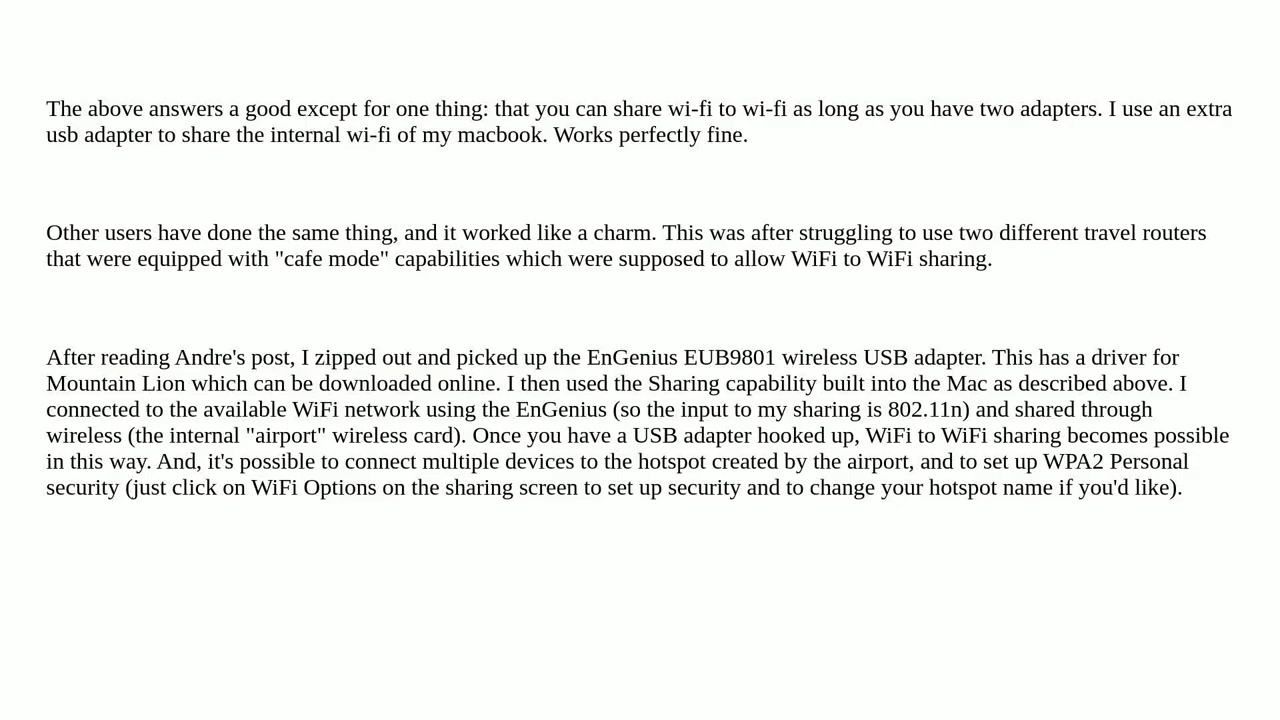 The above answers a good except for one thing: that you can share wi-fi to wi-fi as long as you have two adapters. I use an extra
usb adapter to share the internal wi-fi of my macbook. Works perfectly fine.
Other users have done the same thing, and it worked like a charm. This was after struggling to use two different travel routers
that were equipped with "cafe mode" capabilities which were supposed to allow WiFi to WiFi sharing.
After reading Andre's post, I zipped out and picked up the EnGenius EUB9801 wireless USB adapter. This has a driver for
Mountain Lion which can be downloaded online. I then used the Sharing capability built into the Mac as described above. I
connected to the available WiFi network using the EnGenius (so the input to my sharing is 802.11n) and shared through
wireless (the internal "airport" wireless card). Once you have a USB adapter hooked up, WiFi to WiFi sharing becomes possible
in this way. And, it's possible to connect multiple devices to the hotspot created by the airport, and to set up WPA2 Personal
security (just click on WiFi Options on the sharing screen to set up security and to change your hotspot name if you'd like).